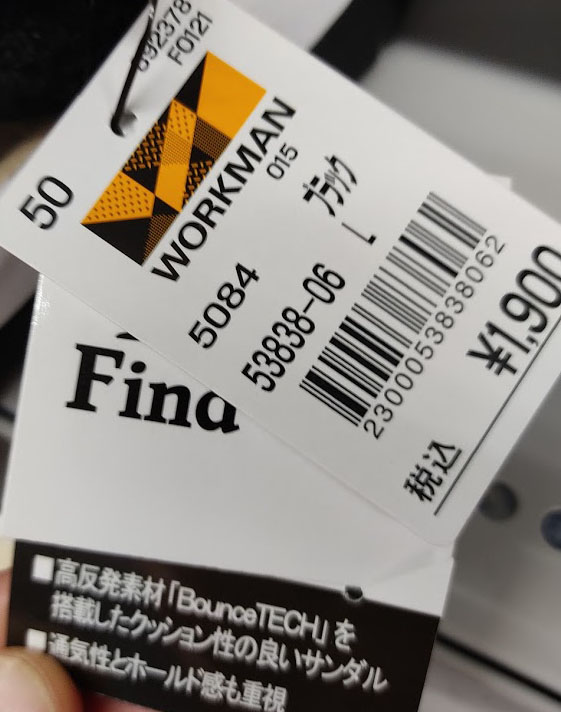 692378
F0121
50
WORKMAN
015
ブラック
5084
L
53838-06
2300053838062
¥1,900
税込
Find
■高反発素材「BounceTECH」を
搭載したクッション性の良いサンダル
■通気性とホールド感も重視